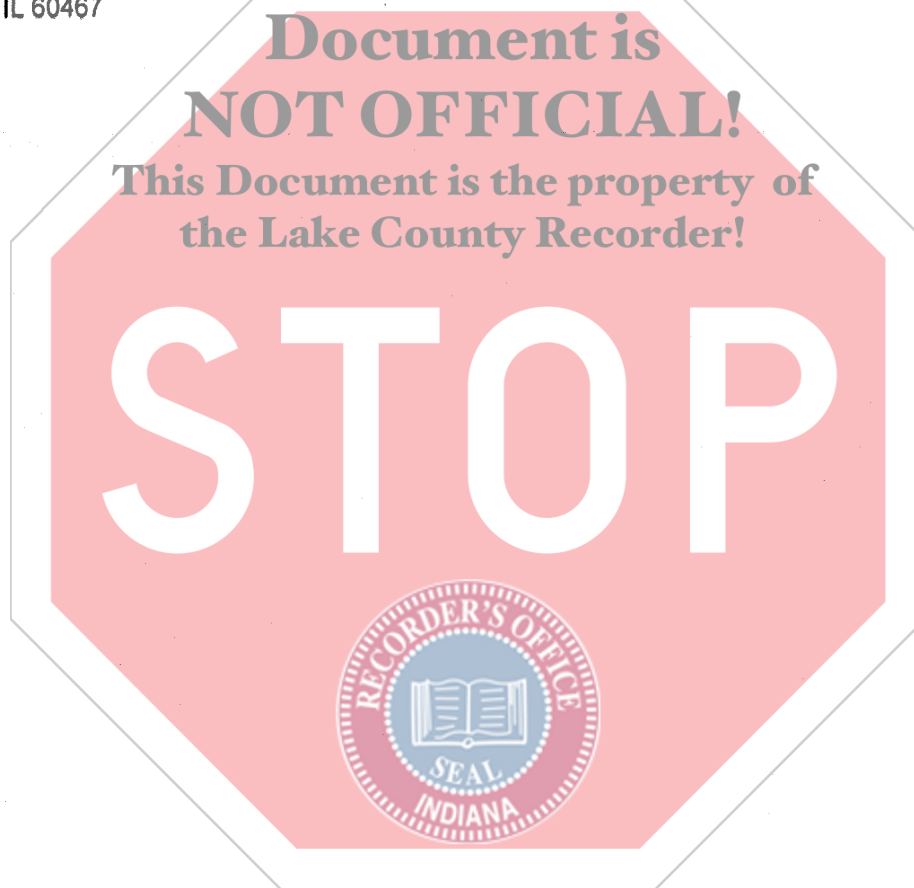 IL 60467
Document is
NOT OFFICIAL!
This Document is the property of
the Lake County Recorder!
STOP
RECORDER'S OFFICE
SEAL
INDIANA